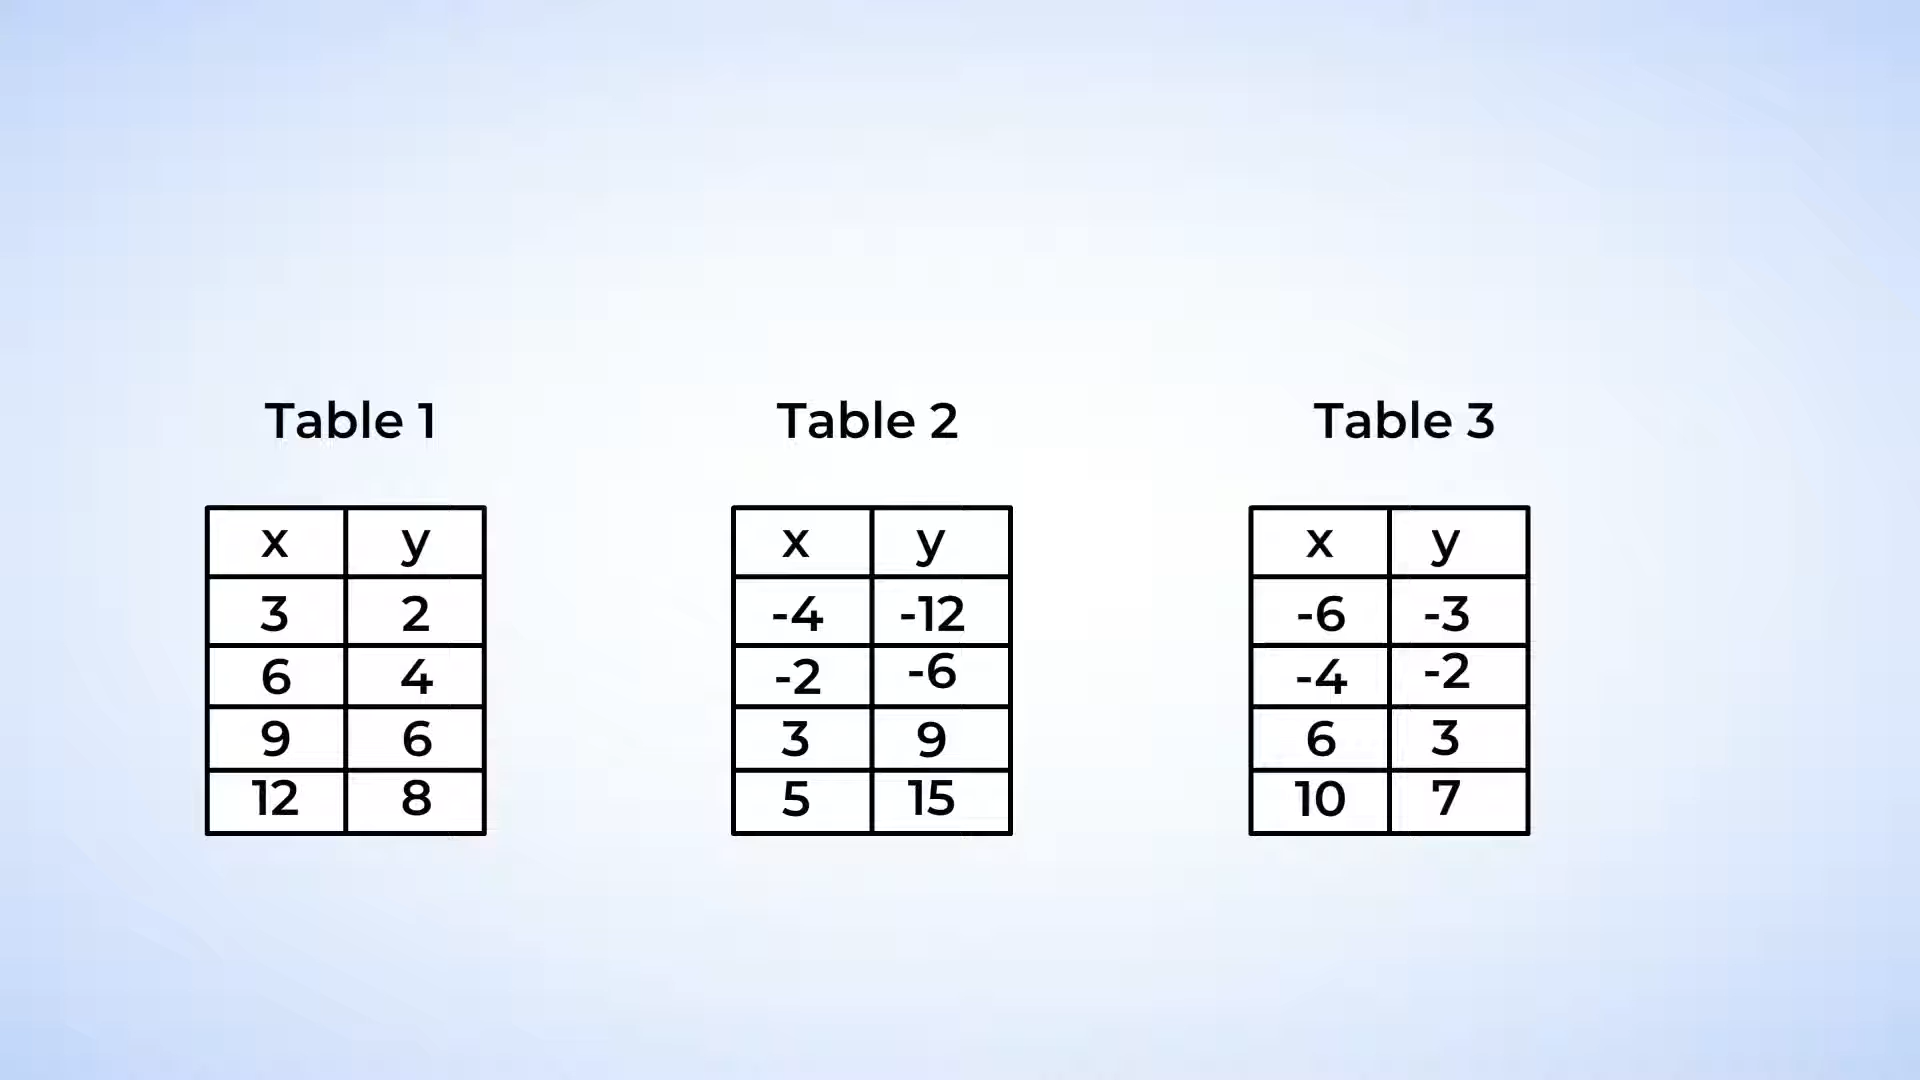 Table 1
x y
3 2
6 4
9 6
12 8
Table 2
x y
-4 -12
-2 -6
3 9
5 15
Table 3
x y
-6 -3
-4 -2
6 3
10 7